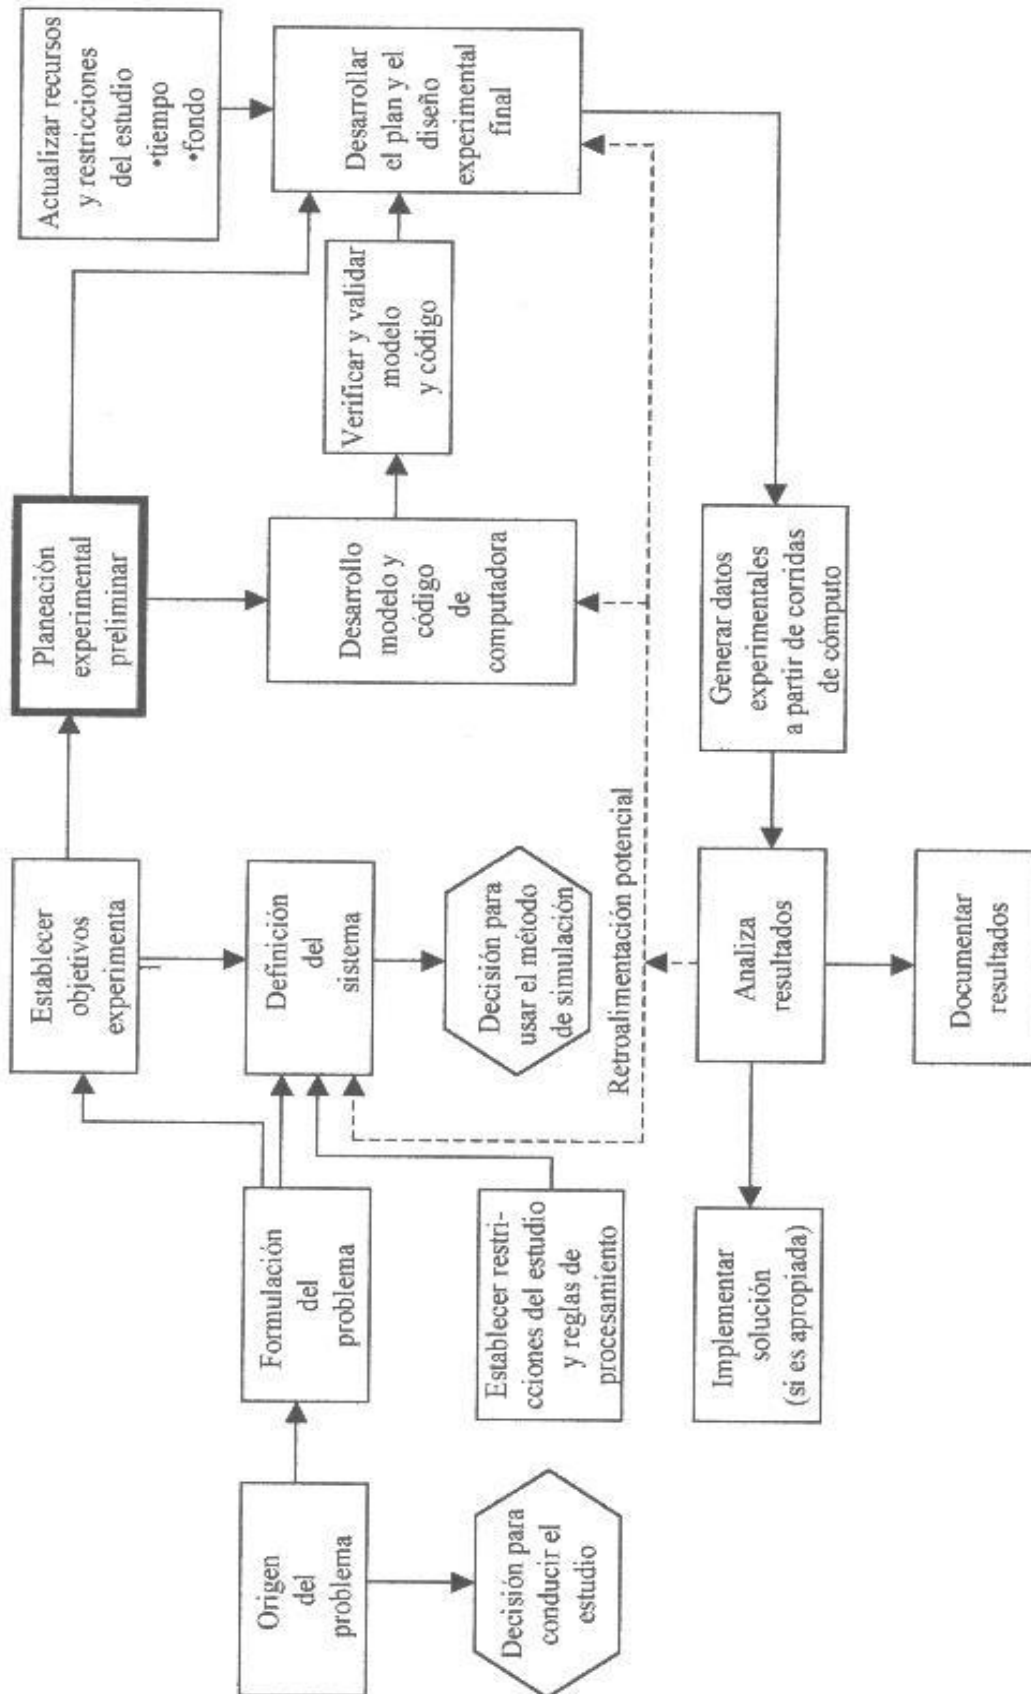 Origen
del
problema
Decisión para
conducir el
estudio
Formulación
del
problema
Establecer restri-
cciones del estudio
y reglas de
procesamiento
Establecer
objetivos
experimenta
Definición
del
sistema
Decisión para
usar el método
de simulación
Planeación
experimental
preliminar
Desarrollo
modelo y
código
de
computadora
Verificar y validar
modelo
y código
Actualizar recursos
y restricciones
del estudio
•tiempo
•fondo
Desarrollar
el plan y el
diseño
experimental
final
Retroalimentación potencial
Generar datos
experimentales
a partir de corridas
de cómputo
Analiza
resultados
Implementar
solución
(si es apropiada)
Documentar
resultados